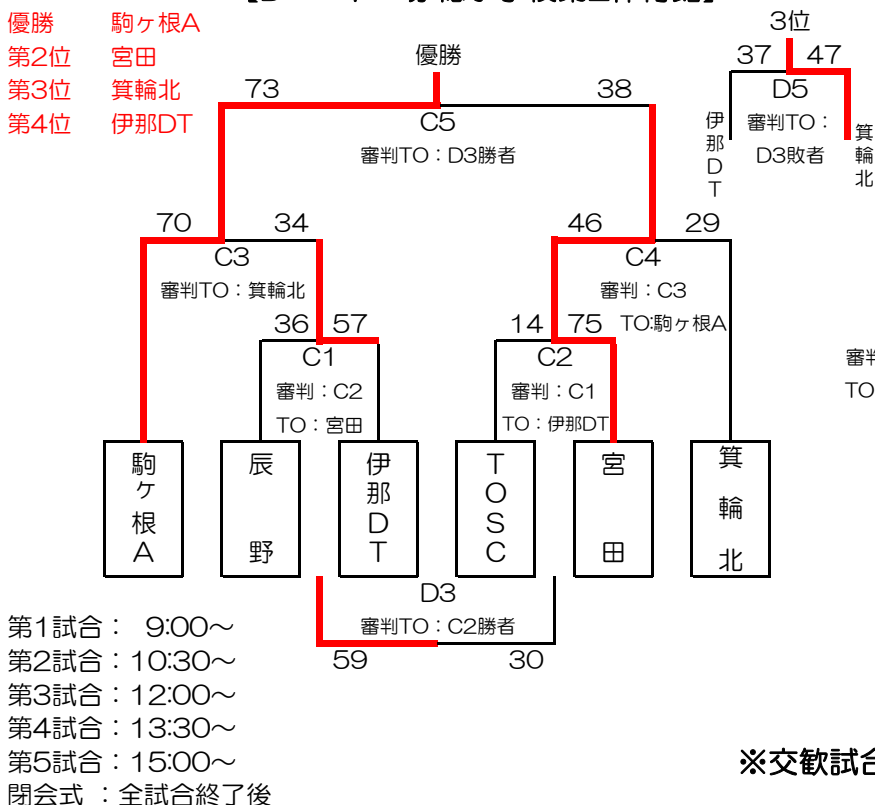 優勝 駒ヶ根A
第2位 宮田
第3位 箕輪北
第4位 伊那DT
優勝
73 38
C5
審判TO：D3勝者
3位
37 47
D5
審判TO：
D3敗者
伊那DT
箕輪北
70 34
C3
審判TO：箕輪北
46 29
C4
審判：C3
TO:駒ヶ根A
36 57
C1
審判：C2
TO：宮田
14 75
C2
審判：C1
TO：伊那DT
審判
TO
駒ヶ根A
辰野
伊那DT
TOSC
宮田
箕輪北
D3
審判TO：C2勝者
59 30
第1試合： 9:00～
第2試合：10:30～
第3試合：12:00～
第4試合：13:30～
第5試合：15:00～
閉会式 ：全試合終了後
※交歓試合